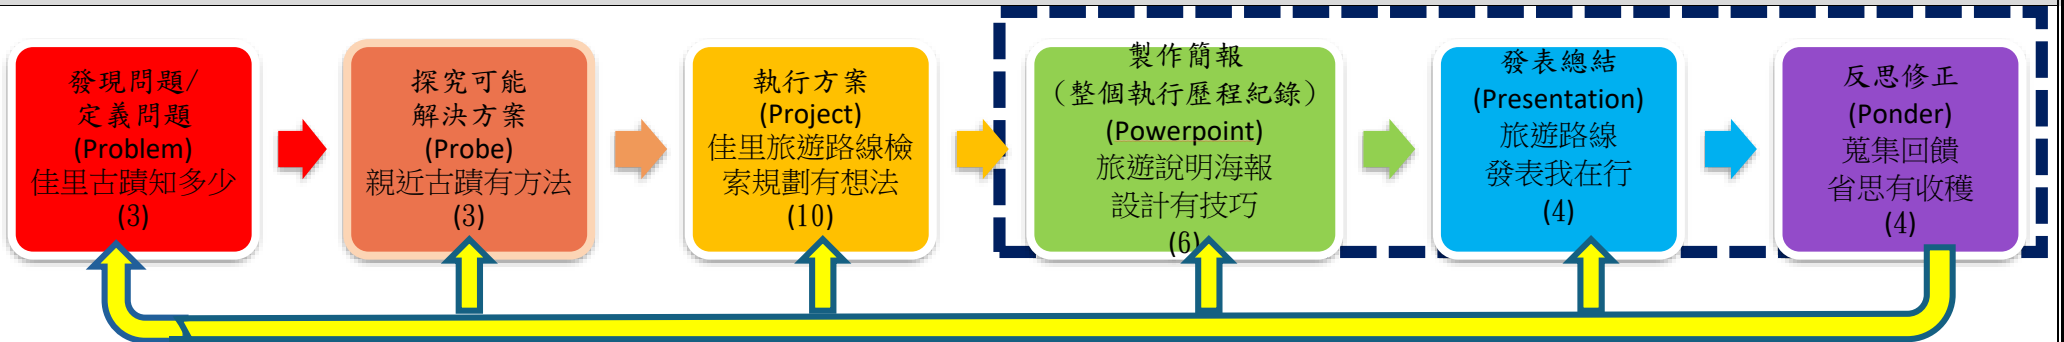 發現問題/
定義問題
(Problem)
佳里古蹟知多少
(3)
探究可能
解決方案
(Probe)
親近古蹟有方法
(3)
執行方案
(Project)
佳里旅遊路線檢
索規劃有想法
(10)
製作簡報
（整個執行歷程紀錄）
(Powerpoint)
旅遊說明海報
設計有技巧
(6)
發表總結
(Presentation)
旅遊路線
發表我在行
(4)
反思修正
(Ponder)
蒐集回饋
省思有收穫
(4)